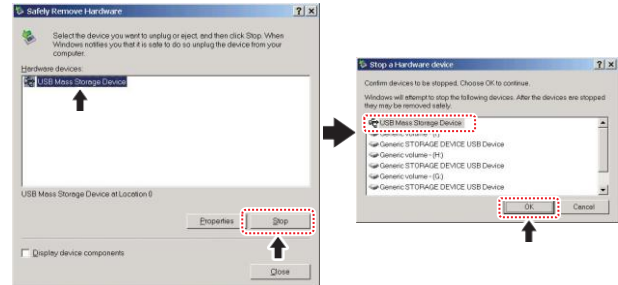 Safely Remove Hardware
Select the device you want to unplug or eject, and then click Stop. When
Windows notifies you that it is safe to do so unplug the device from your
computer.
Hardware devices:
USB Mass Storage Device
USB Mass Storage Device at Location 0
Properties
Stop
Display device components
Close
Stop a Hardware device
Confirm devices to be stopped. Choose OK to continue.
Windows will attempt to stop the following devices. After the devices are stopped
they may be removed safely.
USB Mass Storage Device
Generic volume - (I:)
Generic STORAGE DEVICE USB Device
Generic volume - (H:)
Generic STORAGE DEVICE USB Device
Generic volume - (G:)
Generic STORAGE DEVICE USB Device
OK
Cancel